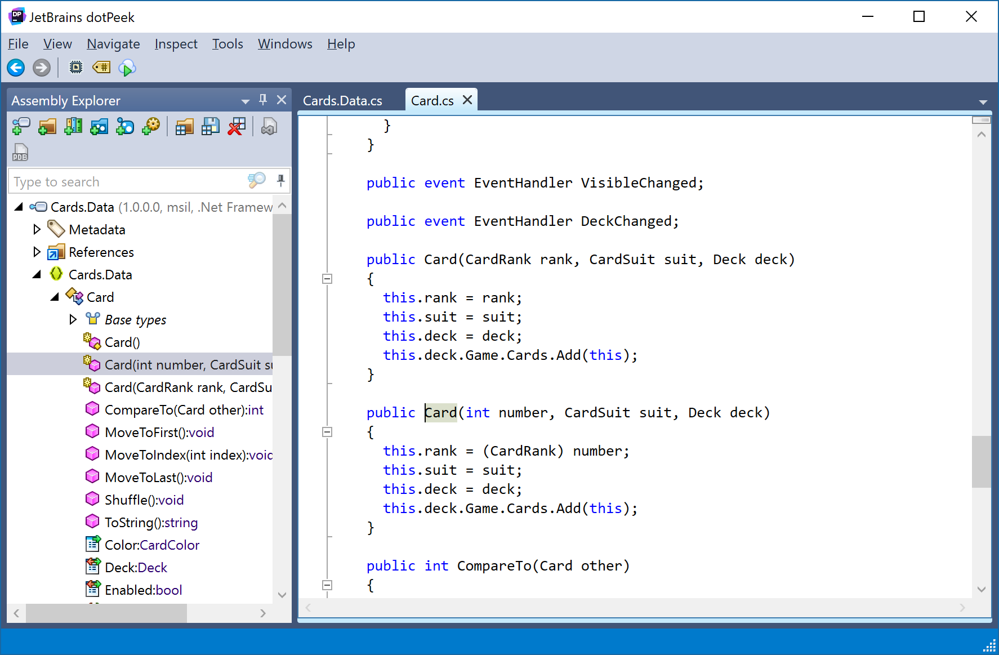 DP
JetBrains dotPeek
File View Navigate Inspect Tools Windows Help
Assembly Explorer
PDB
Type to search
Cards.Data (1.0.0.0, msil, .Net Framew
Metadata
References
Cards.Data
Card
Base types
Card()
Card(int number, CardSuit su
Card(CardRank rank, CardSu
CompareTo(Card other):int
MoveToFirst():void
MoveToIndex(int index):void
MoveToLast():void
Shuffle():void
ToString():string
Color:CardColor
Deck:Deck
Enabled:bool
Cards.Data.cs Card.cs
}
}
public event EventHandler VisibleChanged;
public event EventHandler DeckChanged;
public Card(CardRank rank, CardSuit suit, Deck deck)
{
this.rank = rank;
this.suit = suit;
this.deck = deck;
this.deck.Game.Cards.Add(this);
}
public Card(int number, CardSuit suit, Deck deck)
{
this.rank = (CardRank) number;
this.suit = suit;
this.deck = deck;
this.deck.Game.Cards.Add(this);
}
public int CompareTo(Card other)
{